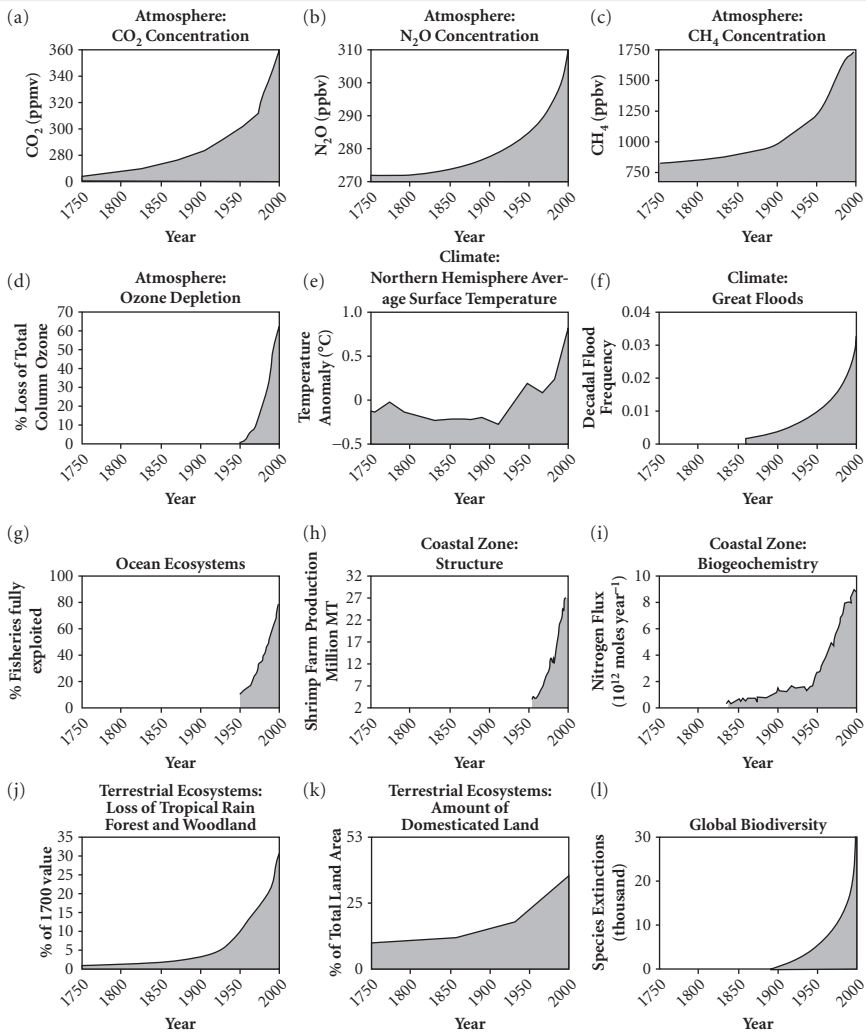 (a)
Atmosphere:
CO₂ Concentration
CO₂ (ppmv)
360
340
320
300
280
0
1750
1800
1850
1900
1950
2000
Year
(b)
Atmosphere:
N₂O Concentration
N₂O (ppbv)
310
300
290
280
270
1750
1800
1850
1900
1950
2000
Year
(c)
Atmosphere:
CH₄ Concentration
CH₄ (ppbv)
1750
1500
1250
1000
750
1750
1800
1850
1900
1950
2000
Year
(d)
Atmosphere:
Ozone Depletion
% Loss of Total
Column Ozone
70
60
50
40
30
20
10
0
1750
1800
1850
1900
1950
2000
Year
(e)
Climate:
Northern Hemisphere Aver-
age Surface Temperature
Temperature
Anomaly (°C)
1.0
0.5
0
−0.5
1750
1800
1850
1900
1950
2000
Year
(f)
Climate:
Great Floods
Decadal Flood
Frequency
0.04
0.03
0.02
0.01
0
1750
1800
1850
1900
1950
2000
Year
(g)
Ocean Ecosystems
% Fisheries fully
exploited
100
80
60
40
20
0
1750
1800
1850
1900
1950
2000
Year
(h)
Coastal Zone:
Structure
Shrimp Farm Production
Million MT
32
27
22
17
12
7
2
1750
1800
1850
1900
1950
2000
Year
(i)
Coastal Zone:
Biogeochemistry
Nitrogen Flux
(10¹² moles year⁻¹)
10
8
6
4
2
0
1750
1800
1850
1900
1950
2000
Year
(j)
Terrestrial Ecosystems:
Loss of Tropical Rain
Forest and Woodland
% of 1700 value
35
30
25
20
15
10
5
0
1750
1800
1850
1900
1950
2000
Year
(k)
Terrestrial Ecosystems:
Amount of
Domesticated Land
% of Total Land Area
53
25
0
1750
1800
1850
1900
1950
2000
Year
(l)
Global Biodiversity
Species Extinctions
(thousand)
30
20
10
0
1750
1800
1850
1900
1950
2000
Year